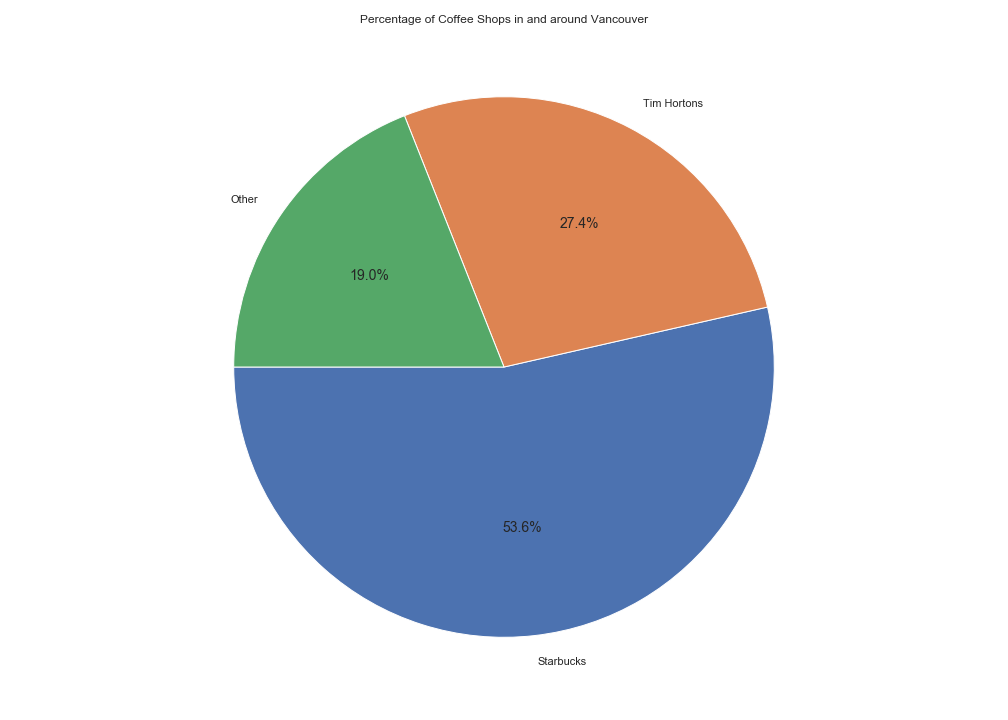 Percentage of Coffee Shops in and around Vancouver
Tim Hortons
Other
27.4%
19.0%
53.6%
Starbucks